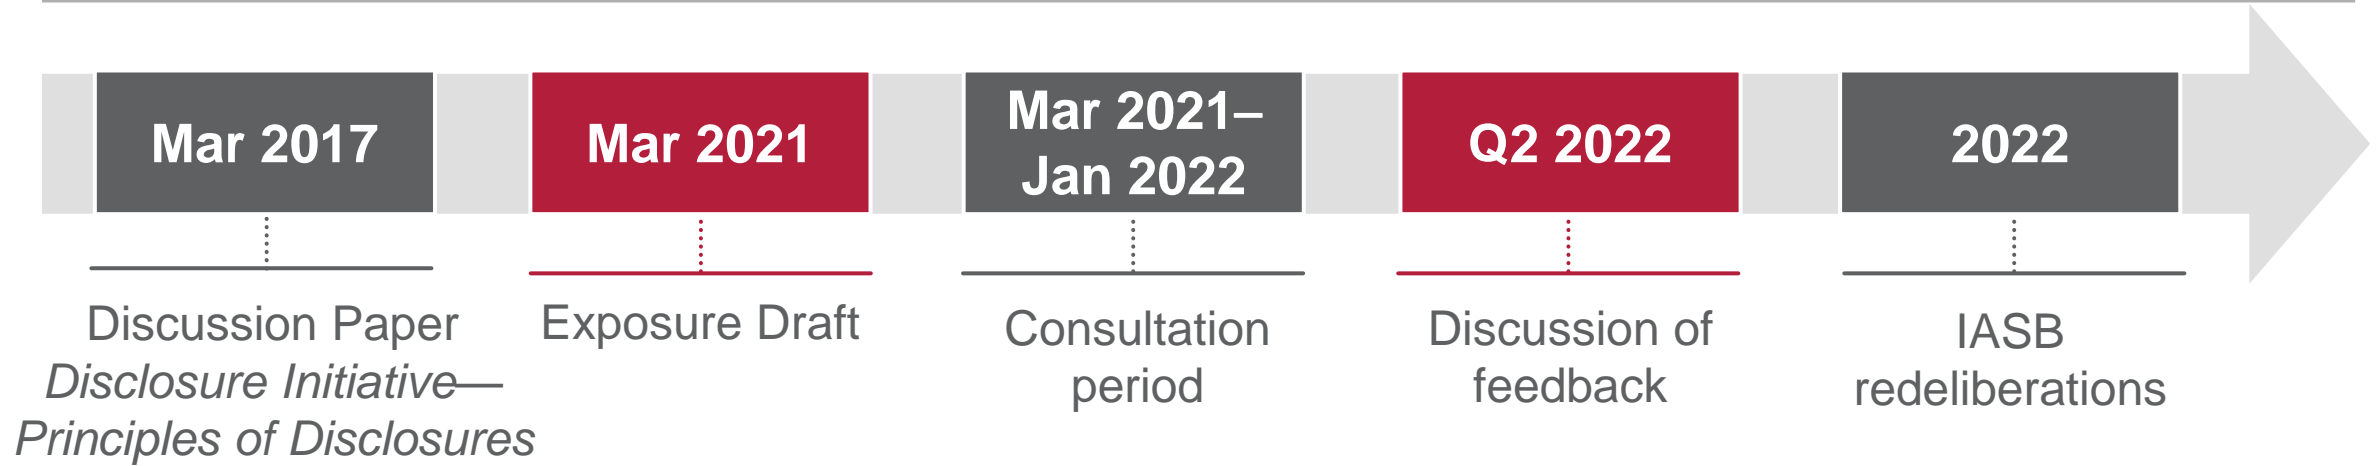 Mar 2017
Mar 2021
Mar 2021–
Jan 2022
Q2 2022
2022
Discussion Paper
Disclosure Initiative—
Principles of Disclosures
Exposure Draft
Consultation
period
Discussion of
feedback
IASB
redeliberations